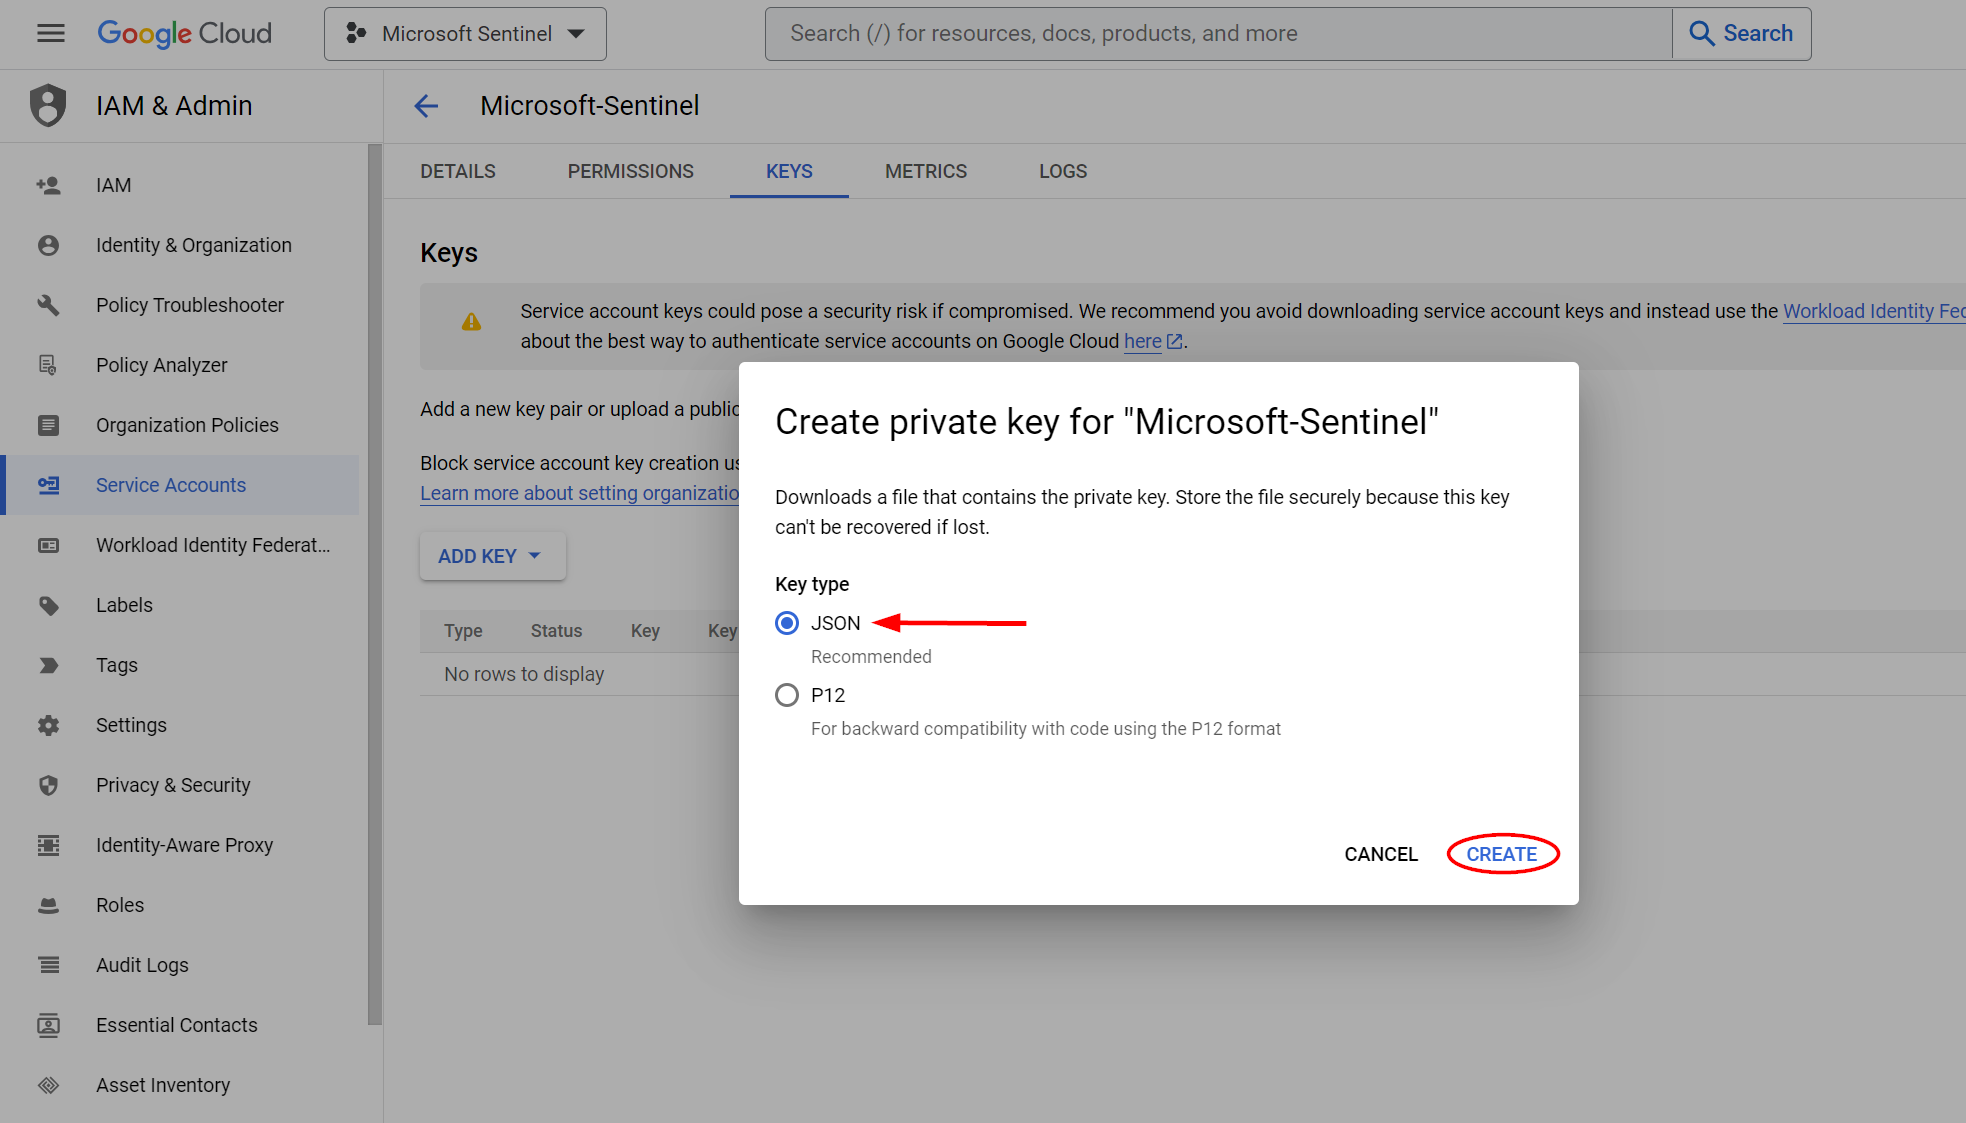 Google Cloud
Microsoft Sentinel
Search (/) for resources, docs, products, and more
Search
IAM & Admin
Microsoft-Sentinel
DETAILS
PERMISSIONS
KEYS
METRICS
LOGS
IAM
Identity & Organization
Policy Troubleshooter
Policy Analyzer
Organization Policies
Service Accounts
Workload Identity Federat...
Labels
Tags
Settings
Privacy & Security
Identity-Aware Proxy
Roles
Audit Logs
Essential Contacts
Asset Inventory
Keys
Service account keys could pose a security risk if compromised. We recommend you avoid downloading service account keys and instead use the Workload Identity Fed
about the best way to authenticate service accounts on Google Cloud here.
Add a new key pair or upload a public
Block service account key creation us
Learn more about setting organizatio
ADD KEY
Type Status Key Key
No rows to display
Create private key for "Microsoft-Sentinel"
Downloads a file that contains the private key. Store the file securely because this key
can't be recovered if lost.
Key type
JSON
Recommended
P12
For backward compatibility with code using the P12 format
CANCEL
CREATE